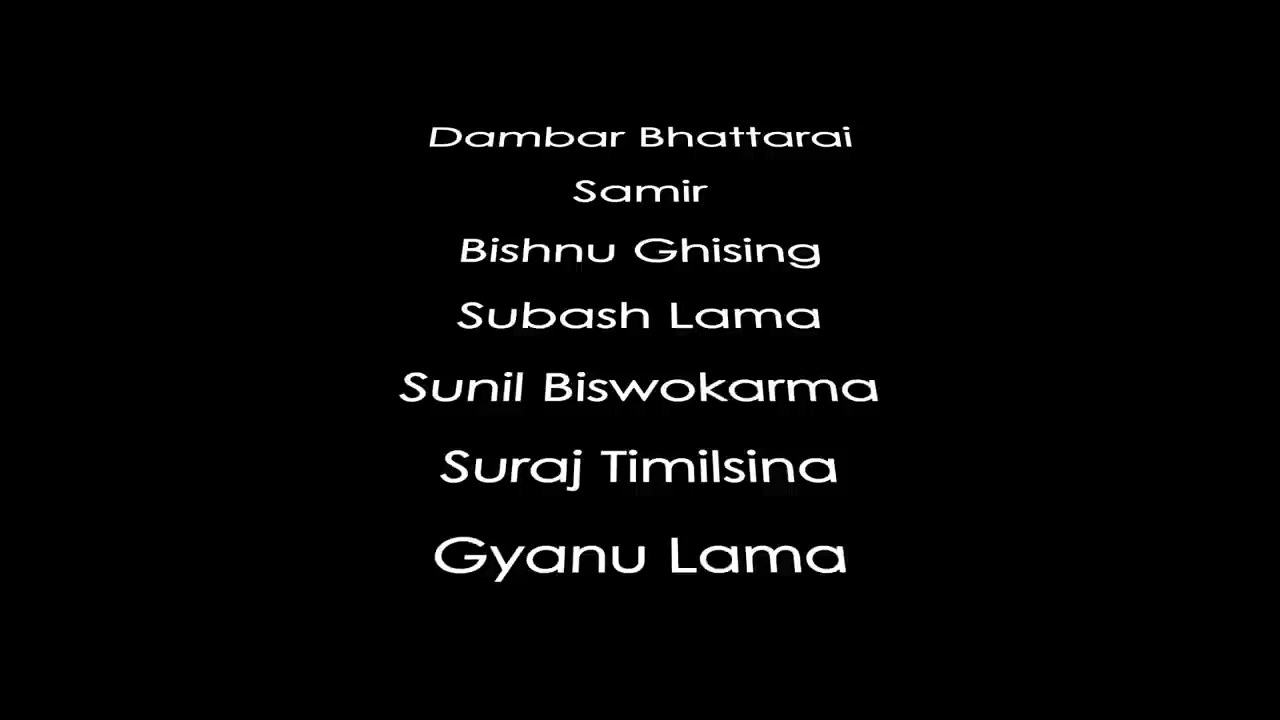 Dambar Bhattarai
Samir
Bishnu Ghising
Subash Lama
Sunil Biswokarma
Suraj Timilsina
Gyanu Lama